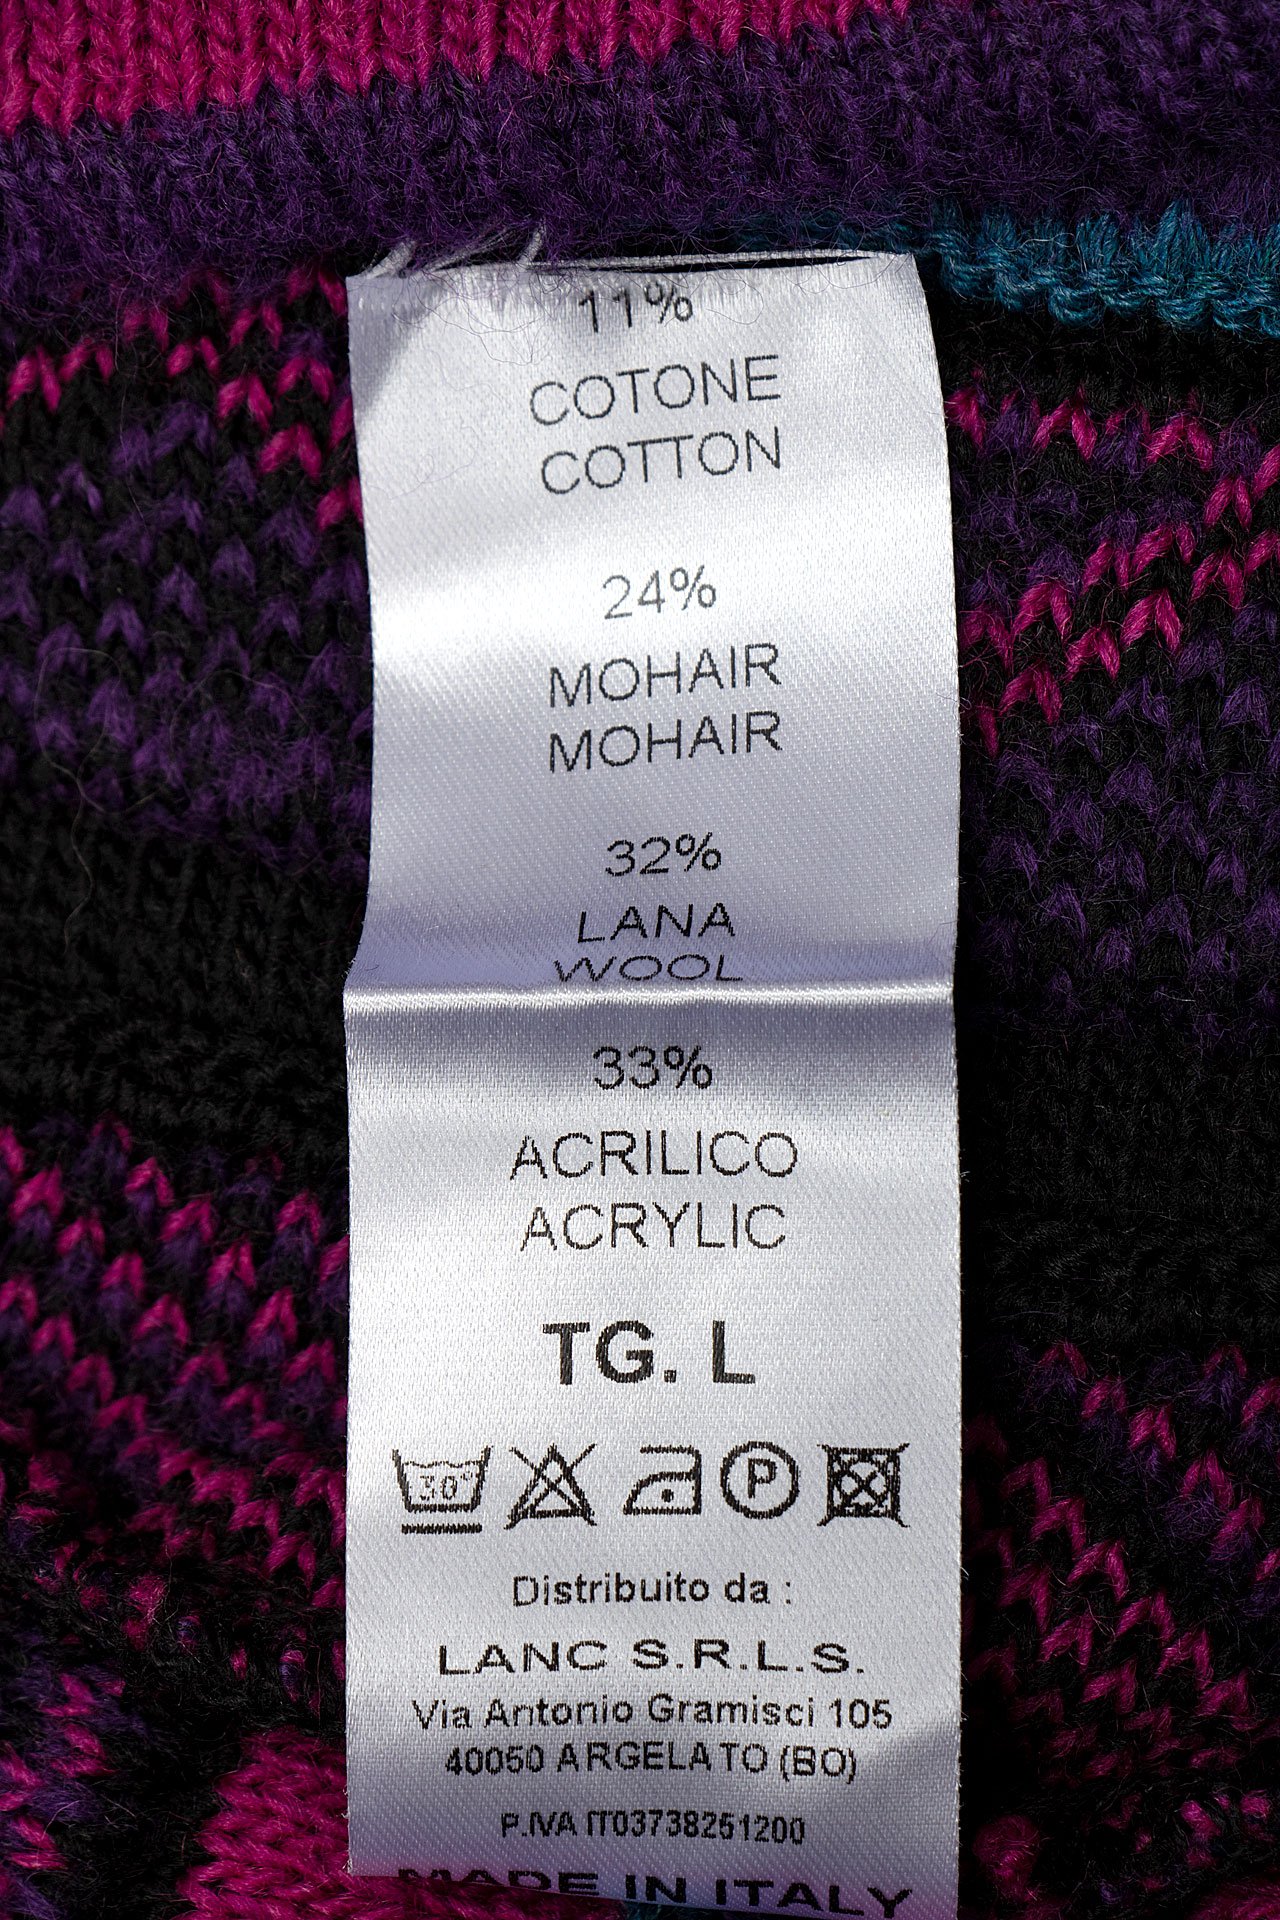 11%
COTONE
COTTON
24%
MOHAIR
MOHAIR
32%
LANA
WOOL
33%
ACRILICO
ACRYLIC
TG. L
30°
P
Distribuito da :
LANC S.R.L.S.
Via Antonio Gramisci 105
40050 ARGELATO (BO)
P.IVA IT03738251200
MADE IN ITALY